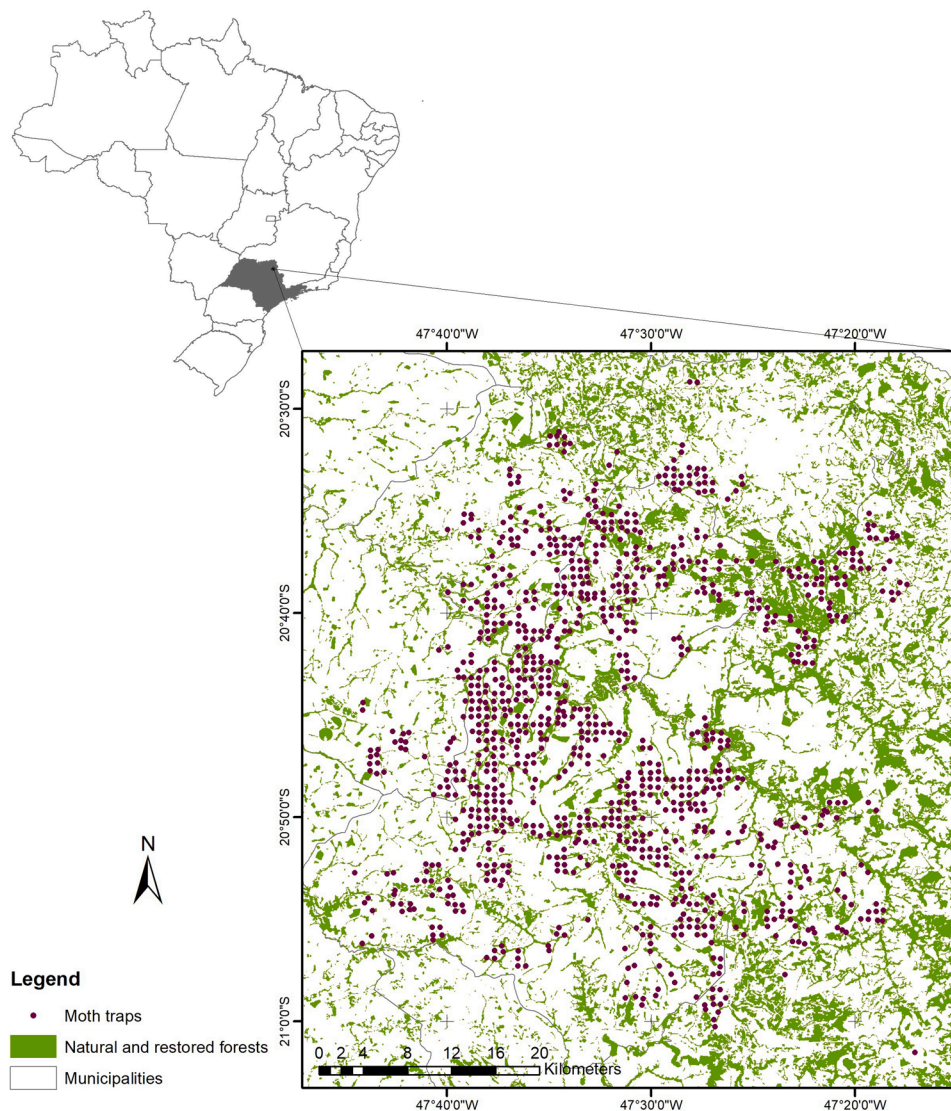 47°40'0"W 47°30'0"W 47°20'0"W
20°30'0"S
20°40'0"S
20°50'0"S
21°0'0"S
N
Legend
Moth traps
Natural and restored forests
Municipalities
0 2 4 8 12 16 20
Kilometers
47°40'0"W 47°30'0"W 47°20'0"W